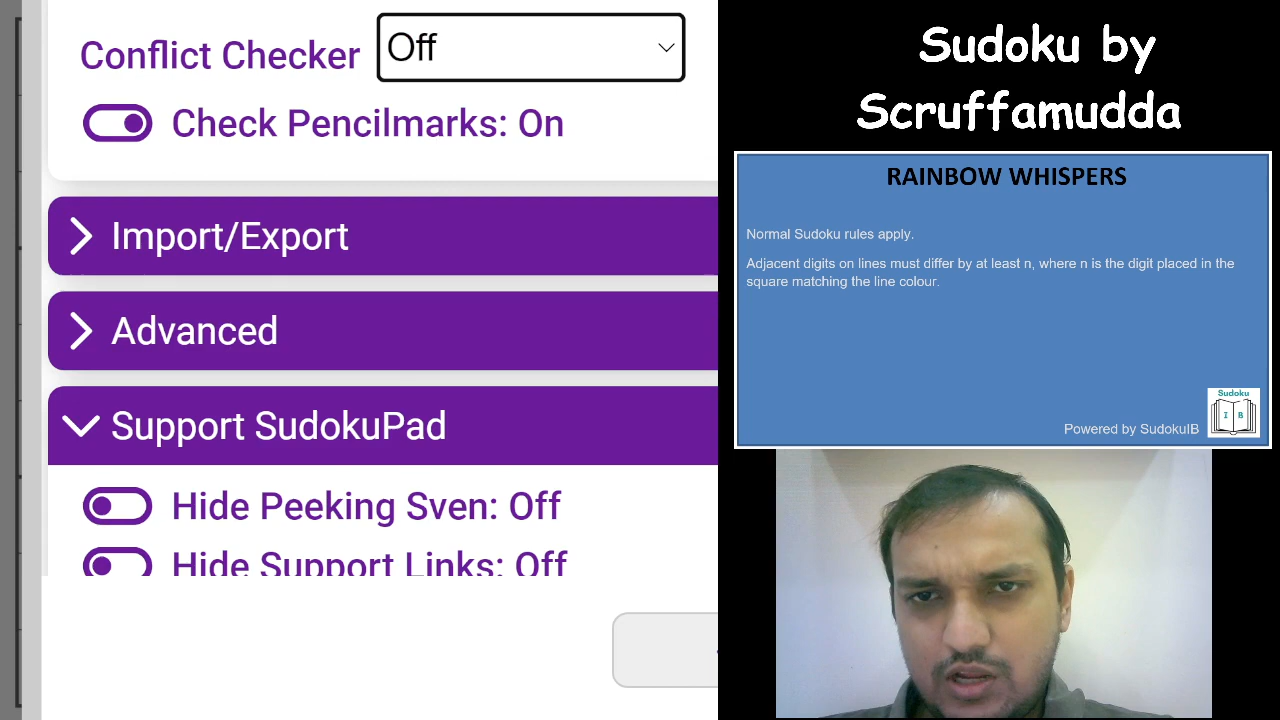 Conflict Checker
Off
Check Pencilmarks: On
Import/Export
Advanced
Support SudokuPad
Hide Peeking Sven: Off
Hide Support Links: Off
Sudoku by
Scruffamudda
RAINBOW WHISPERS
Normal Sudoku rules apply.
Adjacent digits on lines must differ by at least n, where n is the digit placed in the
square matching the line colour.
Powered by SudokuIB
Sudoku
I B